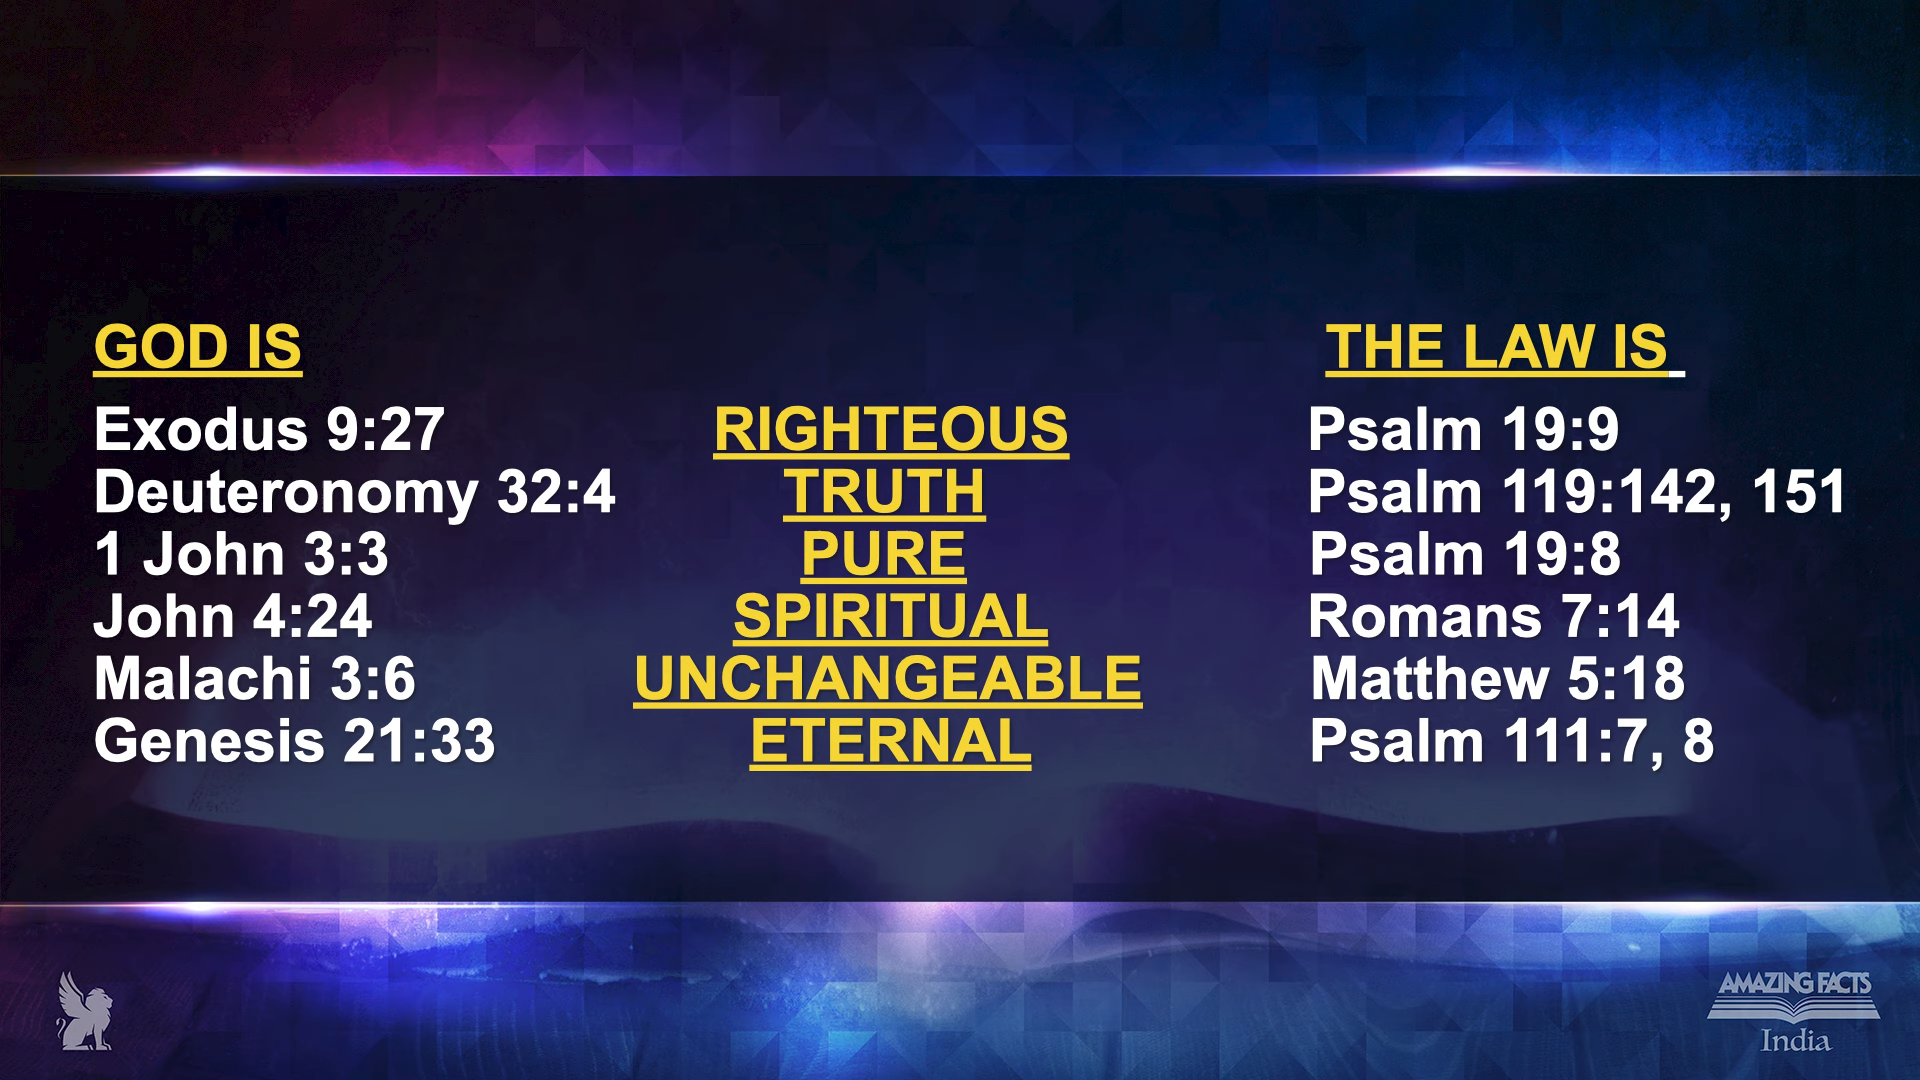 GOD IS THE LAW IS
Exodus 9:27 RIGHTEOUS Psalm 19:9
Deuteronomy 32:4 TRUTH Psalm 119:142, 151
1 John 3:3 PURE Psalm 19:8
John 4:24 SPIRITUAL Romans 7:14
Malachi 3:6 UNCHANGEABLE Matthew 5:18
Genesis 21:33 ETERNAL Psalm 111:7, 8
AMAZING FACTS
India